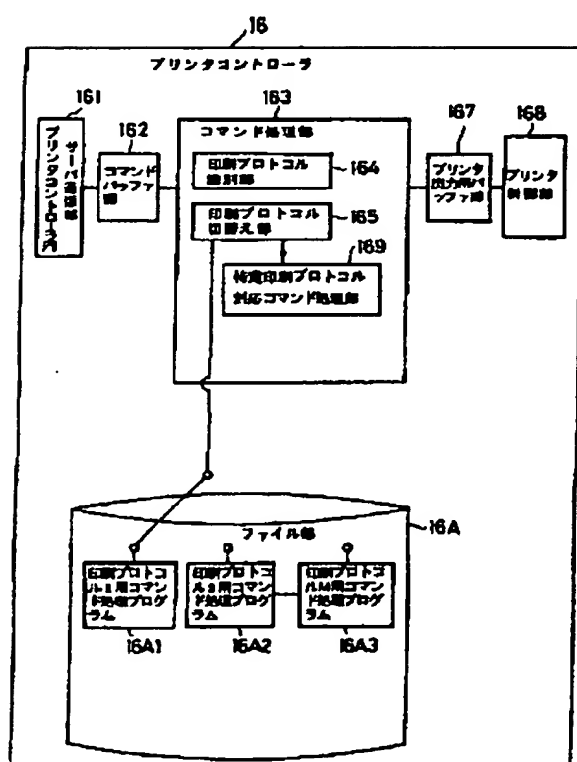 16
プリンタコントローラ
161
プリンタコントローラ内
サーバ通信部
162
コマンド
バッファ
部
163
コマンド処理部
印刷プロトコル
識別部
164
印刷プロトコル
切替え部
165
169
特定印刷プロトコル
対応コマンド処理部
167
プリンタ
出力用バッ
ファ部
168
プリンタ
制御部
ファイル部
16A
印刷プロト
コル1用コマン
ド処理プログ
ラム
16A1
印刷プロト
コル2用コマン
ド処理プログ
ラム
16A2
印刷プロト
コルM用コマン
ド処理プログ
ラム
16A3